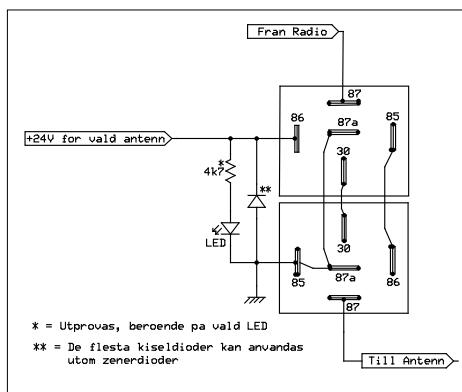 Fran Radio
87
86
87a
85
+24V for vald antenn
*
4k7
30
**
LED
30
85
87a
86
87
* = Utprovas, beroende pa vald LED
** = De flesta kiseldioder kan anvandas
utom zenerdioder
Till Antenn